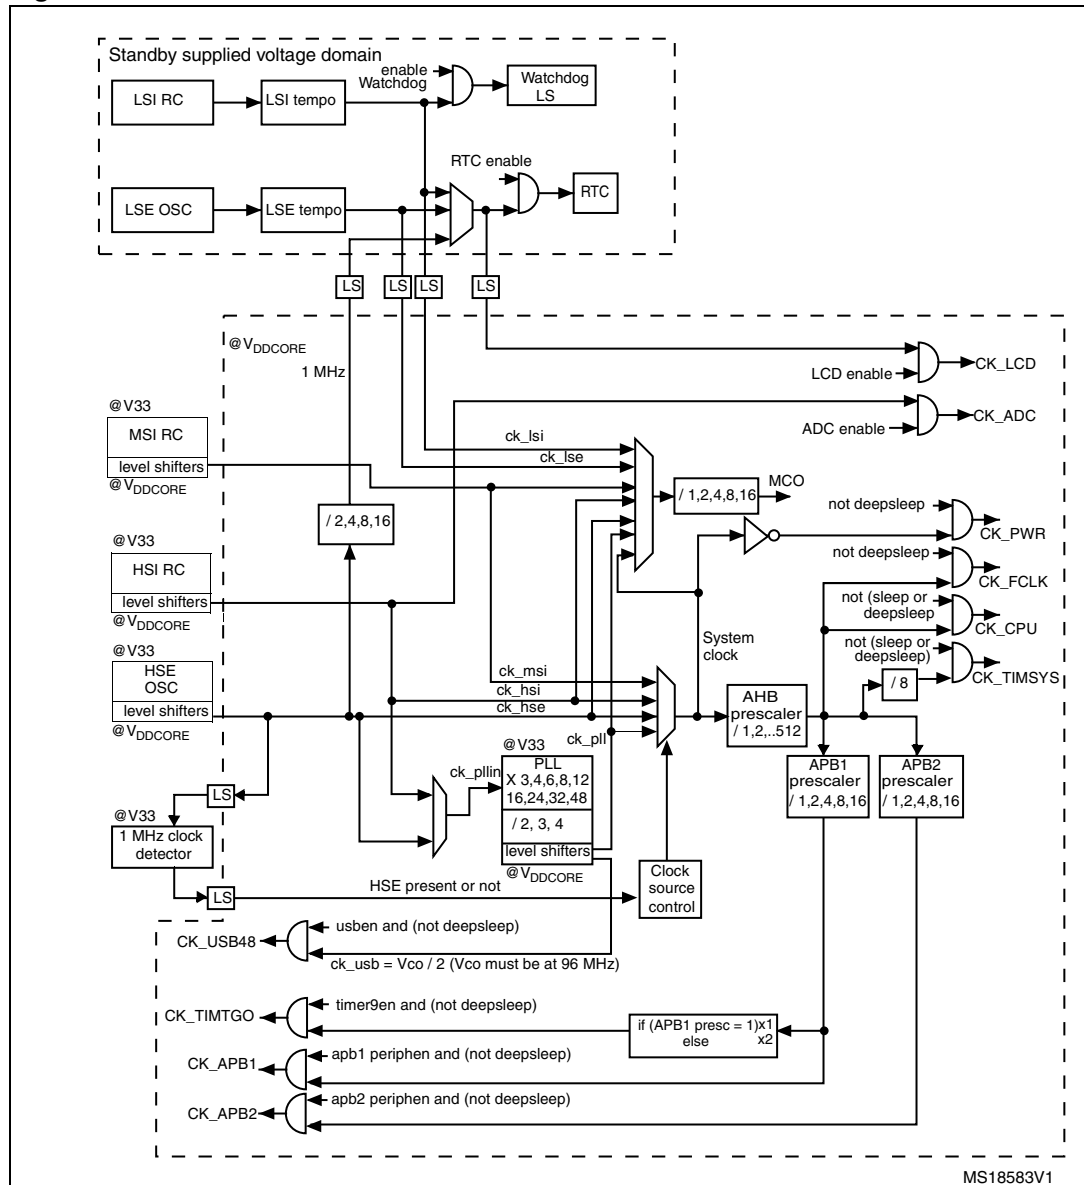 Standby supplied voltage domain
enable
Watchdog
Watchdog
LS
LSI RC
LSI tempo
RTC enable
RTC
LSE OSC
LSE tempo
LS
LS
LS
LS
@VDDCORE
1 MHz
CK_LCD
LCD enable
@V33
MSI RC
level shifters
@VDDCORE
CK_ADC
ADC enable
ck_lsi
ck_lse
MCO
/ 1,2,4,8,16
/ 2,4,8,16
not deepsleep
CK_PWR
@V33
HSI RC
level shifters
@VDDCORE
not deepsleep
CK_FCLK
not (sleep or
deepsleep
CK_CPU
System
clock
not (sleep or
deepsleep)
CK_TIMSYS
/ 8
@V33
HSE
OSC
level shifters
@VDDCORE
ck_msi
ck_hsi
ck_hse
ck_pll
AHB
prescaler
/ 1,2,..512
@V33
PLL
X 3,4,6,8,12
16,24,32,48
/ 2, 3, 4
level shifters
@VDDCORE
ck_pllin
APB1
prescaler
/ 1,2,4,8,16
APB2
prescaler
/ 1,2,4,8,16
LS
@V33
1 MHz clock
detector
LS
HSE present or not
Clock
source
control
usben and (not deepsleep)
CK_USB48
ck_usb = Vco / 2 (Vco must be at 96 MHz)
timer9en and (not deepsleep)
CK_TIMTGO
if (APB1 presc = 1)x1
else x2
apb1 periphen and (not deepsleep)
CK_APB1
apb2 periphen and (not deepsleep)
CK_APB2
MS18583V1